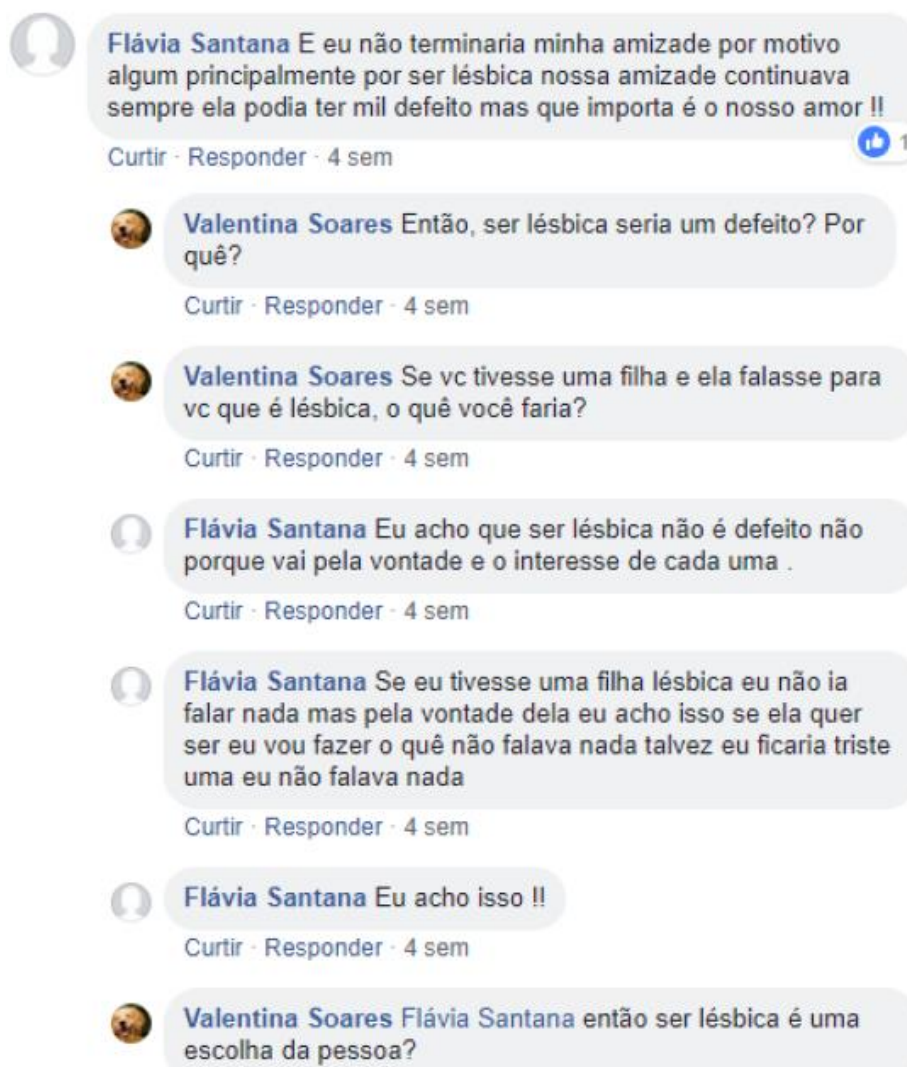 Flávia Santana E eu não terminaria minha amizade por motivo
algum principalmente por ser lésbica nossa amizade continuava
sempre ela podia ter mil defeito mas que importa é o nosso amor !!
1
Curtir · Responder · 4 sem
Valentina Soares Então, ser lésbica seria um defeito? Por
quê?
Curtir · Responder · 4 sem
Valentina Soares Se vc tivesse uma filha e ela falasse para
vc que é lésbica, o quê você faria?
Curtir · Responder · 4 sem
Flávia Santana Eu acho que ser lésbica não é defeito não
porque vai pela vontade e o interesse de cada uma .
Curtir · Responder · 4 sem
Flávia Santana Se eu tivesse uma filha lésbica eu não ia
falar nada mas pela vontade dela eu acho isso se ela quer
ser eu vou fazer o quê não falava nada talvez eu ficaria triste
uma eu não falava nada
Curtir · Responder · 4 sem
Flávia Santana Eu acho isso !!
Curtir · Responder · 4 sem
Valentina Soares Flávia Santana então ser lésbica é uma
escolha da pessoa?